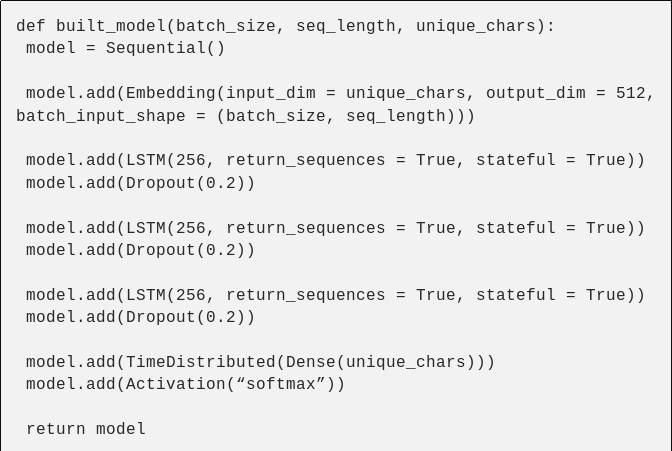 def built_model(batch_size, seq_length, unique_chars):
model = Sequential()
model.add(Embedding(input_dim = unique_chars, output_dim = 512,
batch_input_shape = (batch_size, seq_length)))
model.add(LSTM(256, return_sequences = True, stateful = True))
model.add(Dropout(0.2))
model.add(LSTM(256, return_sequences = True, stateful = True))
model.add(Dropout(0.2))
model.add(LSTM(256, return_sequences = True, stateful = True))
model.add(Dropout(0.2))
model.add(TimeDistributed(Dense(unique_chars)))
model.add(Activation(“softmax”))
return model